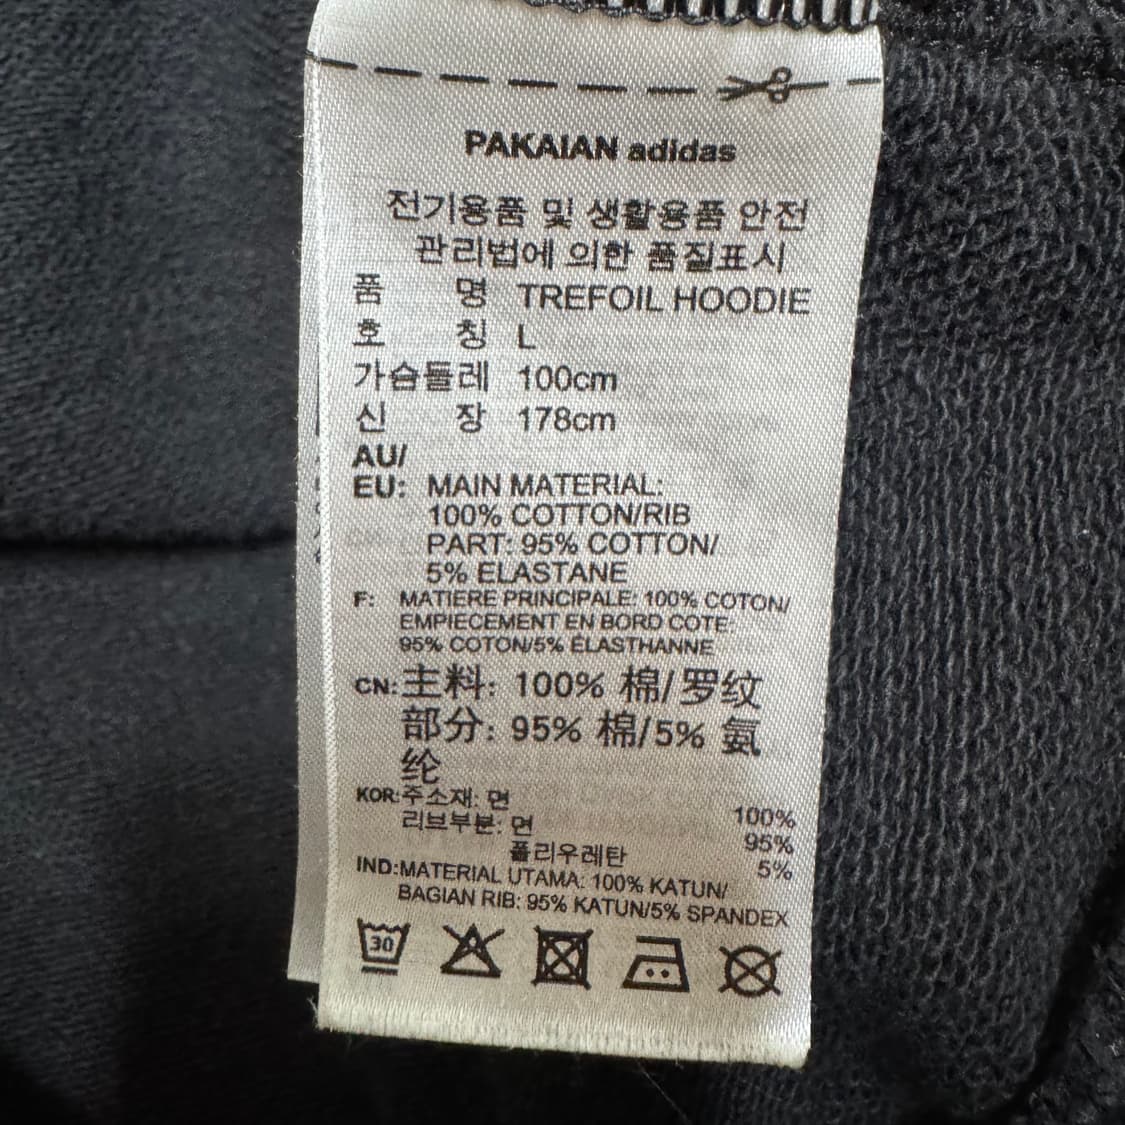 PAKAIAN adidas
전기용품 및 생활용품 안전
관리법에 의한 품질표시
품 명 TREFOIL HOODIE
호 칭 L
가슴둘레 100cm
신 장 178cm
AU/
EU: MAIN MATERIAL:
100% COTTON/RIB
PART: 95% COTTON/
5% ELASTANE
F: MATIERE PRINCIPALE: 100% COTON/
EMPIECEMENT EN BORD COTE:
95% COTON/5% ÉLASTHANNE
CN: 主料: 100% 棉/罗纹
部分: 95% 棉/5% 氨
纶
KOR: 주소재: 면 100%
리브부분: 면 95%
폴리우레탄 5%
IND: MATERIAL UTAMA: 100% KATUN/
BAGIAN RIB: 95% KATUN/5% SPANDEX
30